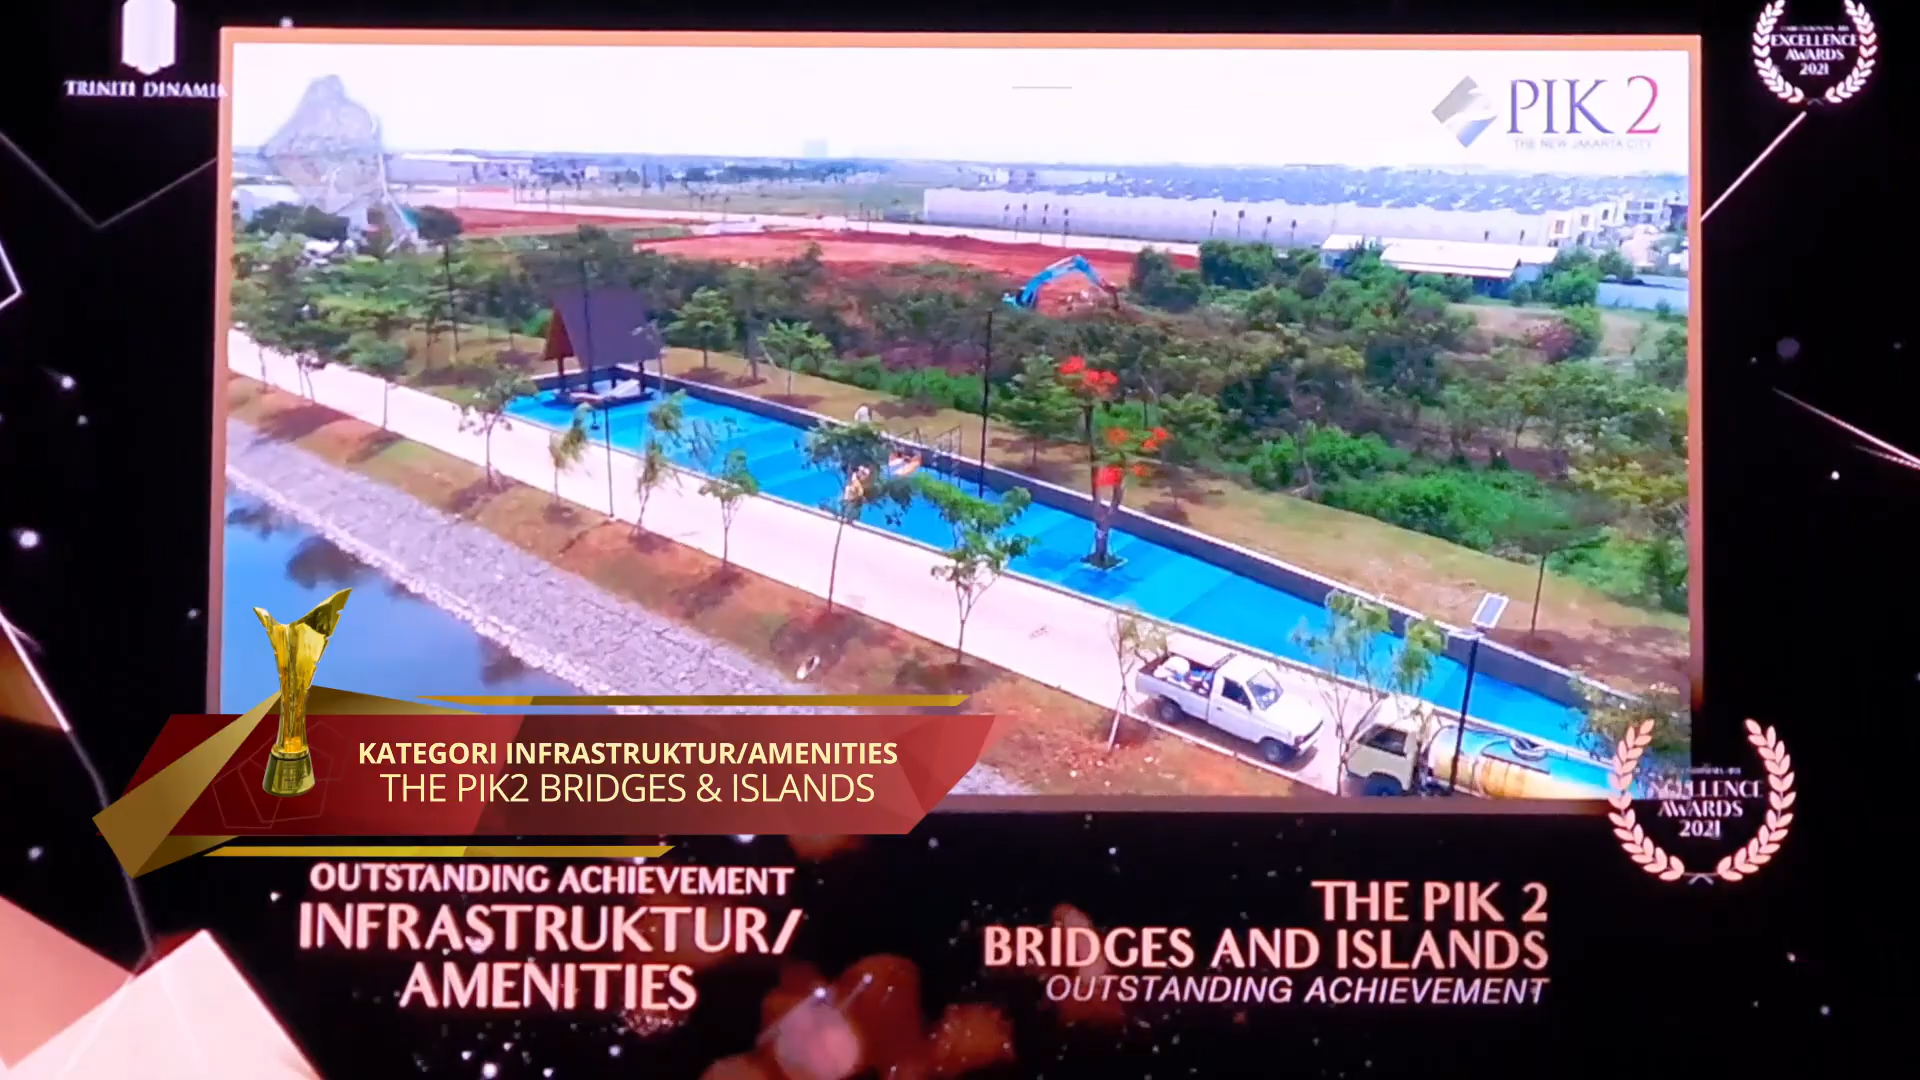 TRINITI DINAMIK
EXCELLENCE
AWARDS
2021
PIK 2
THE NEW JAKARTA CITY
KATEGORI INFRASTRUKTUR/AMENITIES
THE PIK2 BRIDGES & ISLANDS
EXCELLENCE
AWARDS
2021
OUTSTANDING ACHIEVEMENT
INFRASTRUKTUR/
AMENITIES
THE PIK 2
BRIDGES AND ISLANDS
OUTSTANDING ACHIEVEMENT